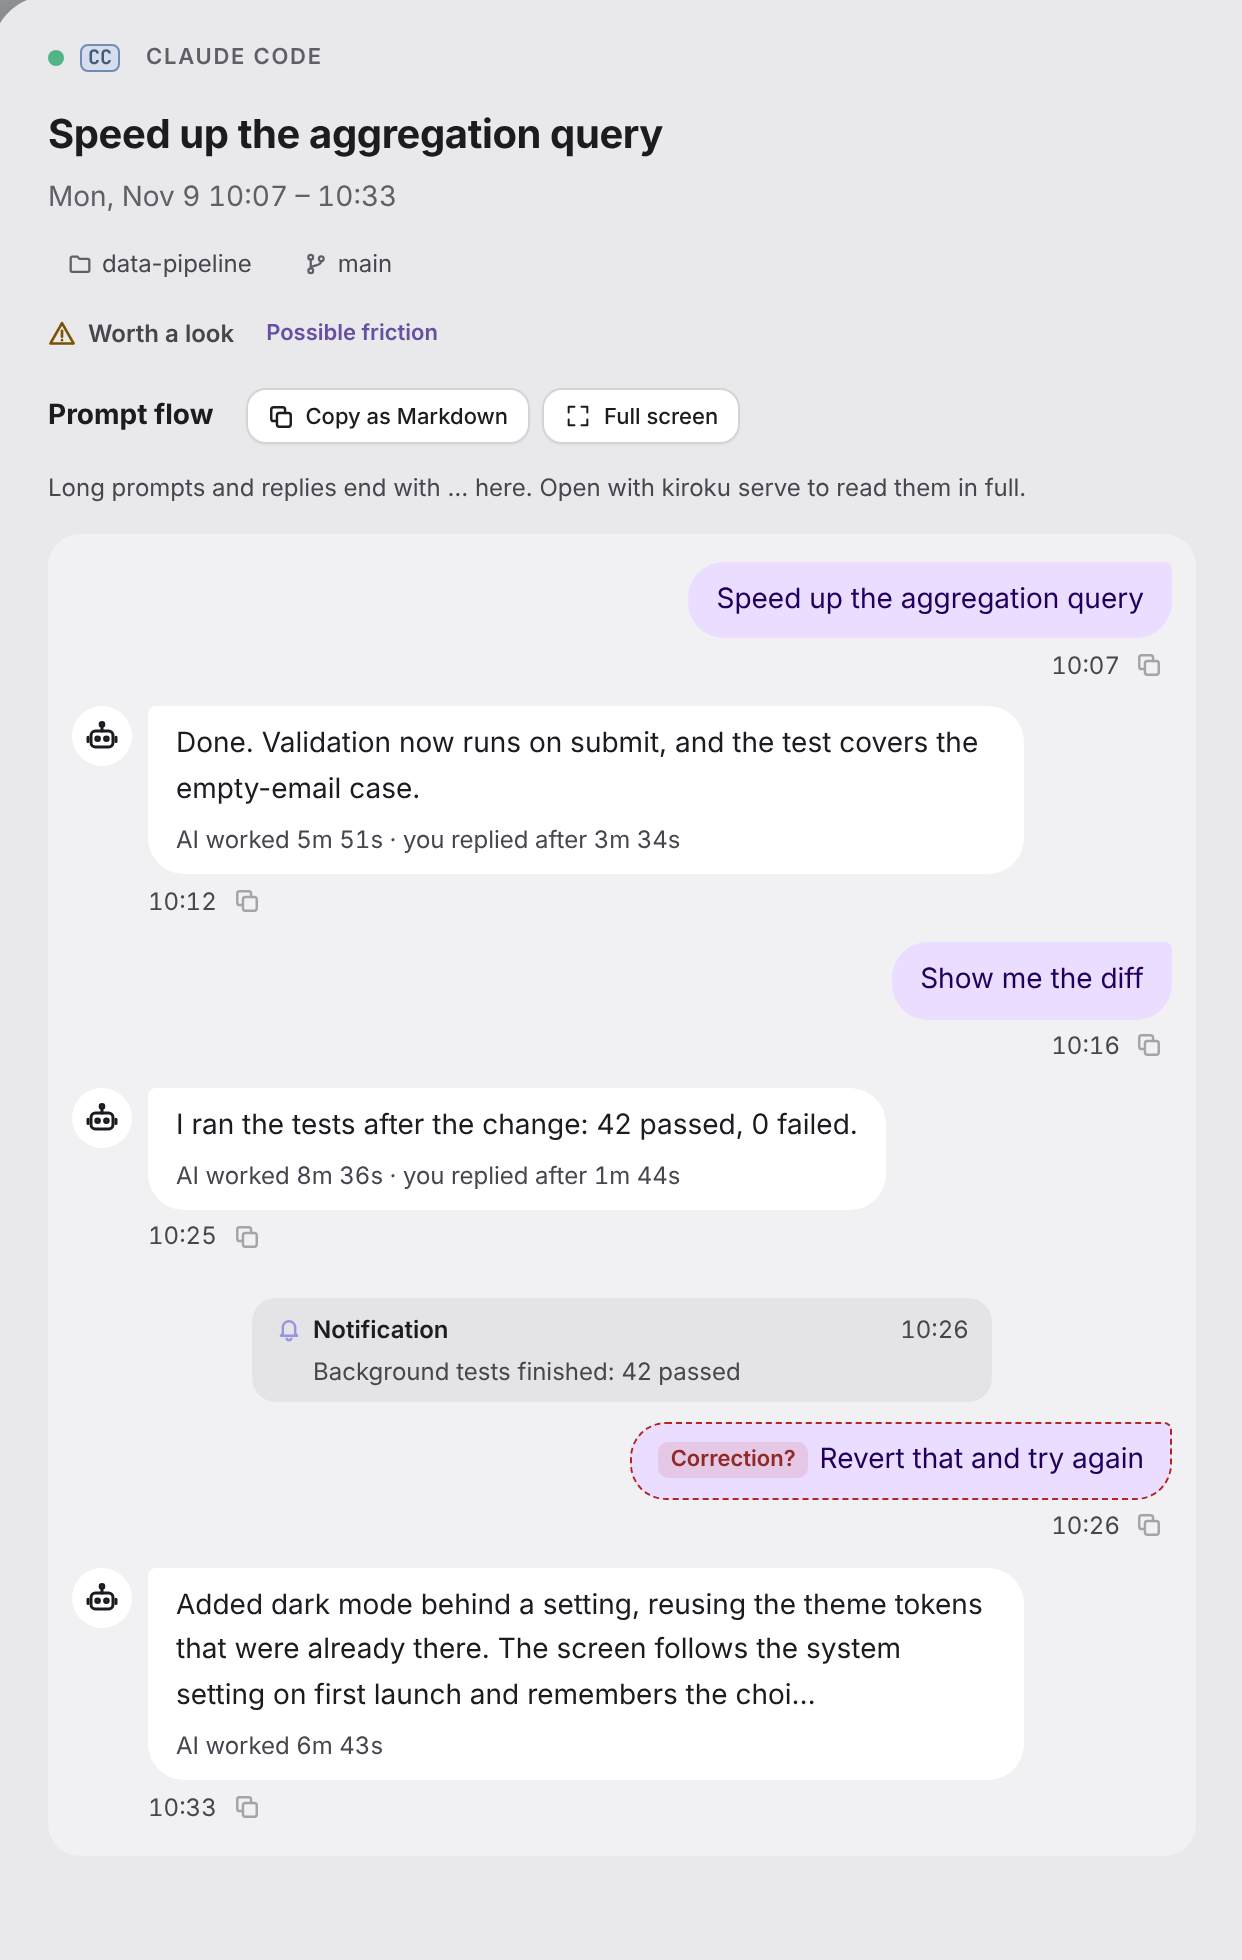 CC CLAUDE CODE
Speed up the aggregation query
Mon, Nov 9 10:07 – 10:33
data-pipeline main
Worth a look Possible friction
Prompt flow Copy as Markdown Full screen
Long prompts and replies end with ... here. Open with kiroku serve to read them in full.
Speed up the aggregation query
10:07
Done. Validation now runs on submit, and the test covers the
empty-email case.
AI worked 5m 51s · you replied after 3m 34s
10:12
Show me the diff
10:16
I ran the tests after the change: 42 passed, 0 failed.
AI worked 8m 36s · you replied after 1m 44s
10:25
Notification 10:26
Background tests finished: 42 passed
Correction? Revert that and try again
10:26
Added dark mode behind a setting, reusing the theme tokens
that were already there. The screen follows the system
setting on first launch and remembers the choi...
AI worked 6m 43s
10:33